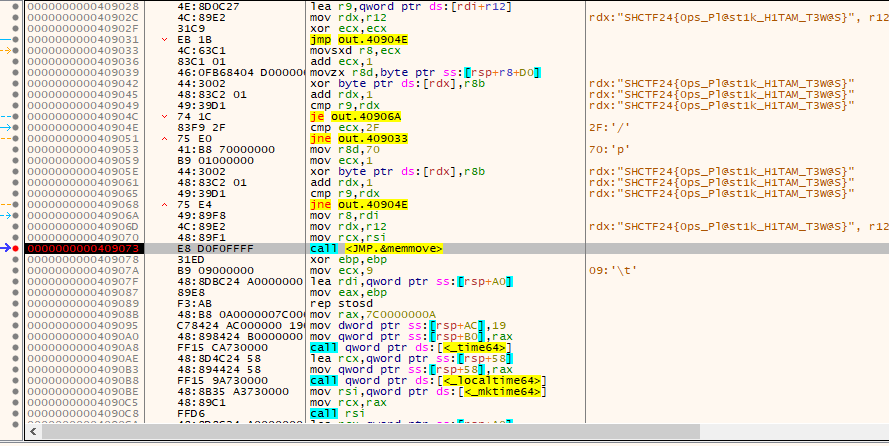 0000000000409028 4E:8D0C27 lea r9,qword ptr ds:[rdi+r12]
000000000040902C 4C:89E2 mov rdx,r12 rdx:"SHCTF24{Ops_Pl@st1k_H1TAM_T3W@S}", r12
000000000040902F 31C9 xor ecx,ecx
0000000000409031 EB 1B jmp out.40904E
0000000000409033 4C:63C1 movsxd r8,ecx
0000000000409036 83C1 01 add ecx,1
0000000000409039 46:0FB68404 D000000 movzx r8d,byte ptr ss:[rsp+r8+D0]
0000000000409042 44:3002 xor byte ptr ds:[rdx],r8b rdx:"SHCTF24{Ops_Pl@st1k_H1TAM_T3W@S}"
0000000000409045 48:83C2 01 add rdx,1 rdx:"SHCTF24{Ops_Pl@st1k_H1TAM_T3W@S}"
0000000000409049 49:39D1 cmp r9,rdx rdx:"SHCTF24{Ops_Pl@st1k_H1TAM_T3W@S}"
000000000040904C 74 1C je out.40906A
000000000040904E 83F9 2F cmp ecx,2F 2F:'/'
0000000000409051 75 E0 jne out.409033
0000000000409053 41:B8 70000000 mov r8d,70 70:'p'
0000000000409059 B9 01000000 mov ecx,1
000000000040905E 44:3002 xor byte ptr ds:[rdx],r8b rdx:"SHCTF24{Ops_Pl@st1k_H1TAM_T3W@S}"
0000000000409061 48:83C2 01 add rdx,1 rdx:"SHCTF24{Ops_Pl@st1k_H1TAM_T3W@S}"
0000000000409065 49:39D1 cmp r9,rdx rdx:"SHCTF24{Ops_Pl@st1k_H1TAM_T3W@S}"
0000000000409068 75 E4 jne out.40904E
000000000040906A 49:89F8 mov r8,rdi
000000000040906D 4C:89E2 mov rdx,r12 rdx:"SHCTF24{Ops_Pl@st1k_H1TAM_T3W@S}", r12
0000000000409070 48:89F1 mov rcx,rsi
0000000000409073 E8 D0F0FFFF call <JMP.&memmove>
0000000000409078 31ED xor ebp,ebp
000000000040907A B9 09000000 mov ecx,9 09:'\t'
000000000040907F 48:8DBC24 A0000000 lea rdi,qword ptr ss:[rsp+A0]
0000000000409087 89E8 mov eax,ebp
0000000000409089 F3:AB rep stosd
000000000040908B 48:B8 0A0000007C00 mov rax,7C0000000A
0000000000409095 C78424 AC000000 190 mov dword ptr ss:[rsp+AC],19
00000000004090A0 48:898424 B0000000 mov qword ptr ss:[rsp+B0],rax
00000000004090A8 FF15 CA730000 call qword ptr ds:[<_time64>]
00000000004090AE 48:8D4C24 58 lea rcx,qword ptr ss:[rsp+58]
00000000004090B3 48:894424 58 mov qword ptr ss:[rsp+58],rax
00000000004090B8 FF15 9A730000 call qword ptr ds:[<_localtime64>]
00000000004090BE 48:8B35 A3730000 mov rsi,qword ptr ds:[<_mktime64>]
00000000004090C5 48:89C1 mov rcx,rax
00000000004090C8 FFD6 call rsi